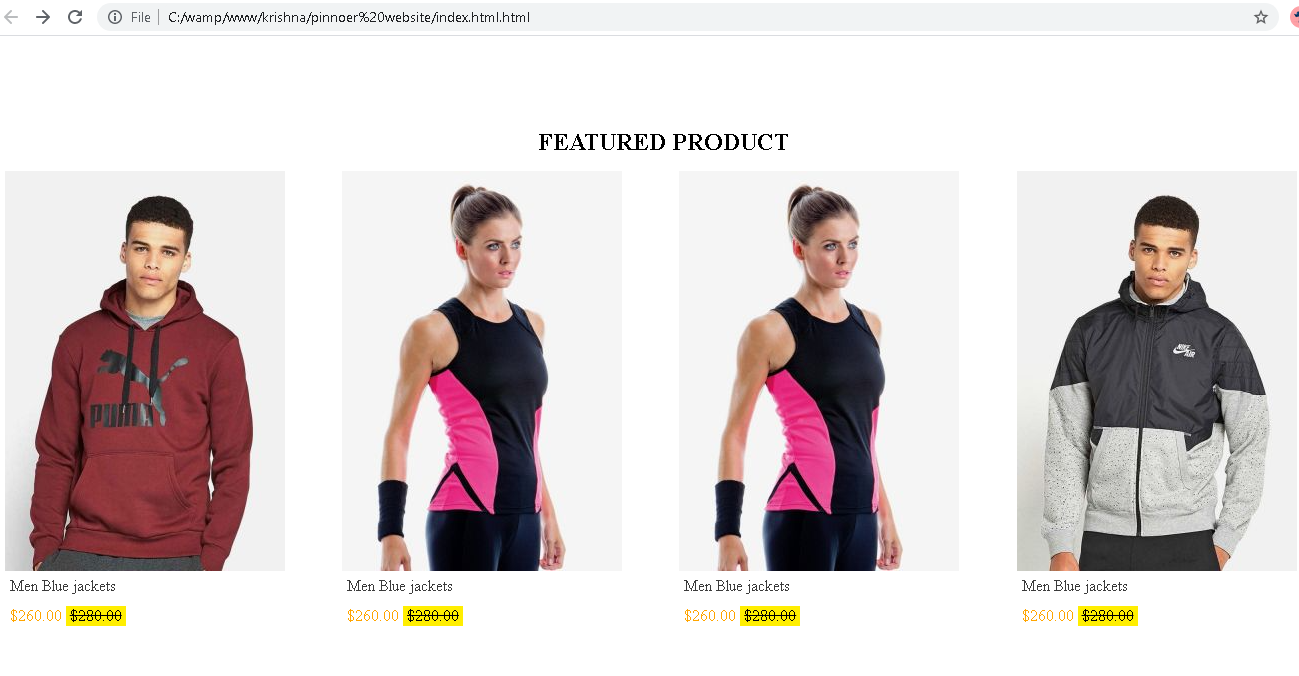 File C:/wamp/www/krishna/pinnoer%20website/index.html.html
FEATURED PRODUCT
PUMA
NIKE
AIR
Men Blue jackets
Men Blue jackets
Men Blue jackets
Men Blue jackets
$260.00 $280.00
$260.00 $280.00
$260.00 $280.00
$260.00 $280.00